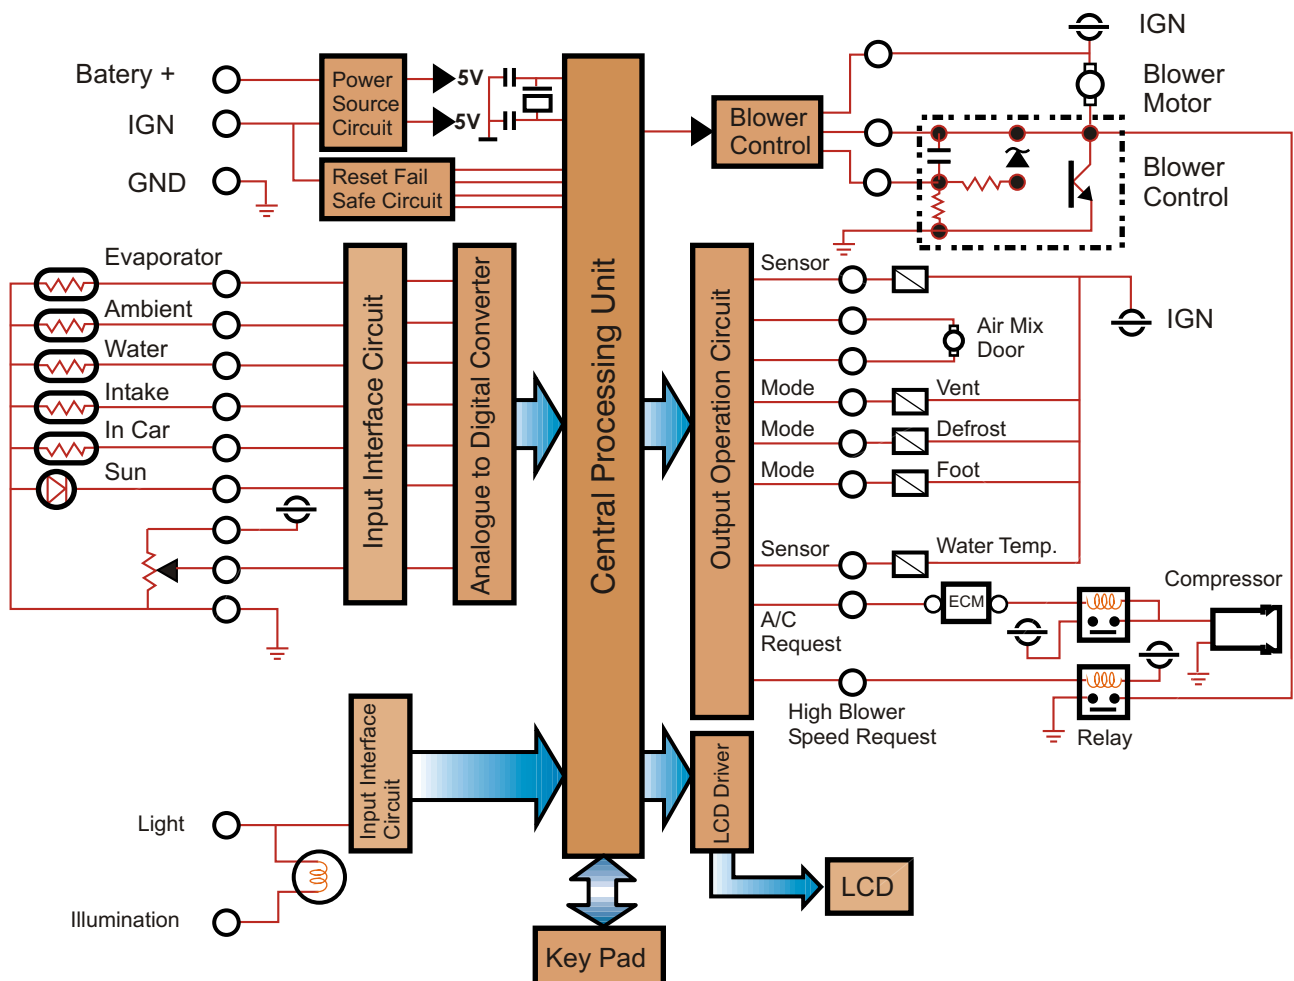 Batery +
IGN
GND
Power
Source
Circuit
5V
5V
Reset Fail
Safe Circuit
Evaporator
Ambient
Water
Intake
In Car
Sun
Input Interface Circuit
Analogue to Digital Converter
Central Processing Unit
Input Interface
Circuit
Light
Illumination
Key Pad
Blower
Control
IGN
Blower
Motor
Blower
Control
Output Operation Circuit
Sensor
IGN
Air Mix
Door
Mode
Vent
Mode
Defrost
Mode
Foot
Sensor
Water Temp.
ECM
A/C
Request
Compressor
High Blower
Speed Request
Relay
LCD Driver
LCD